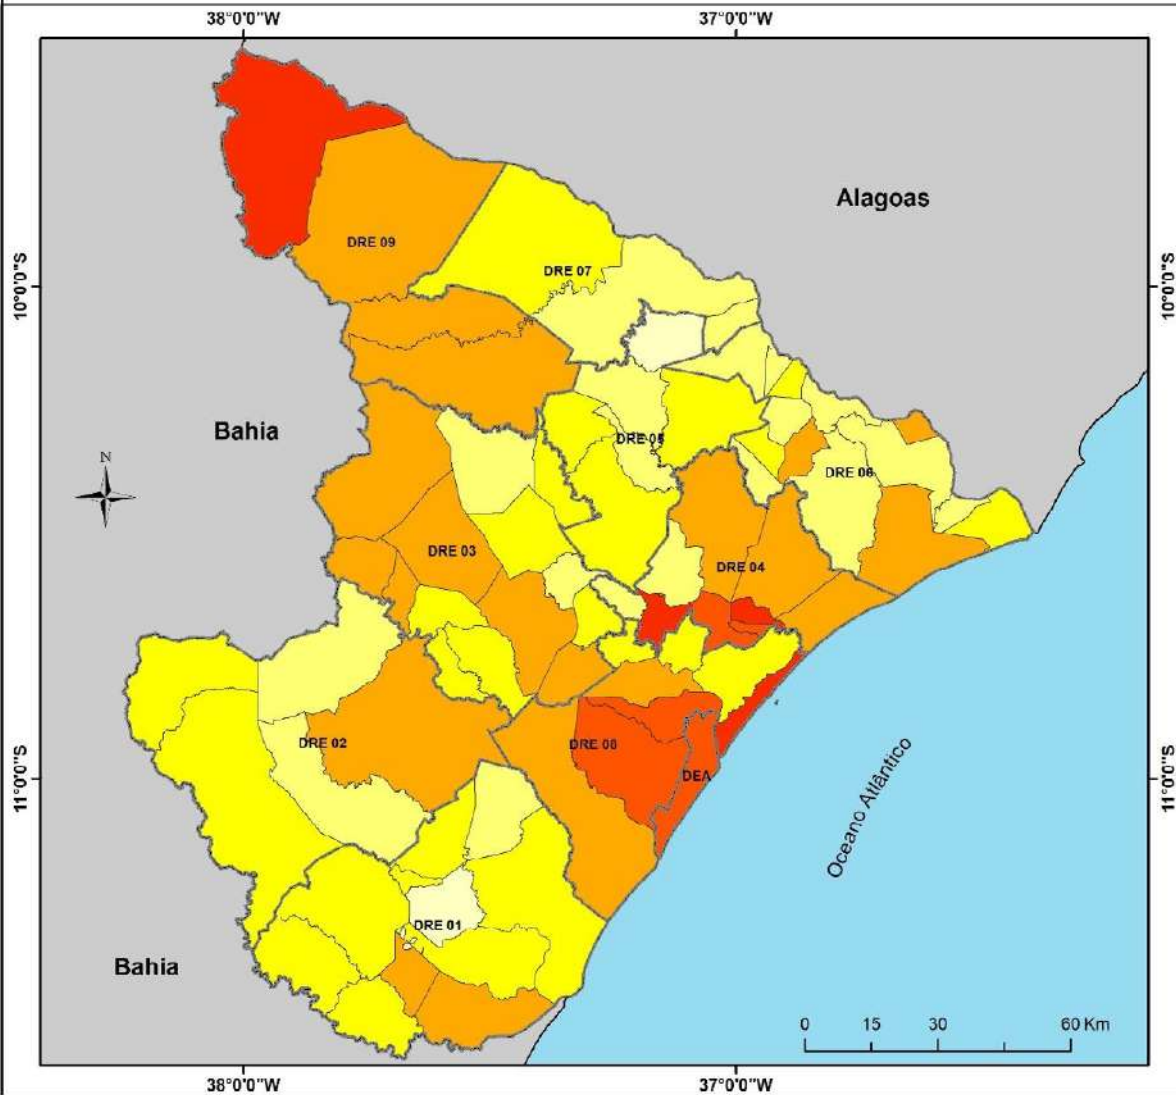 38°0'0"W
37°0'0"W
Alagoas
DRE 09
DRE 07
10°0'0"S
10°0'0"S
Bahia
DRE 05
N
DRE 06
DRE 03
DRE 04
DRE 02
DRE 08
DEA
11°0'0"S
11°0'0"S
Oceano Atlântico
DRE 01
Bahia
0 15 30 60 Km
38°0'0"W
37°0'0"W